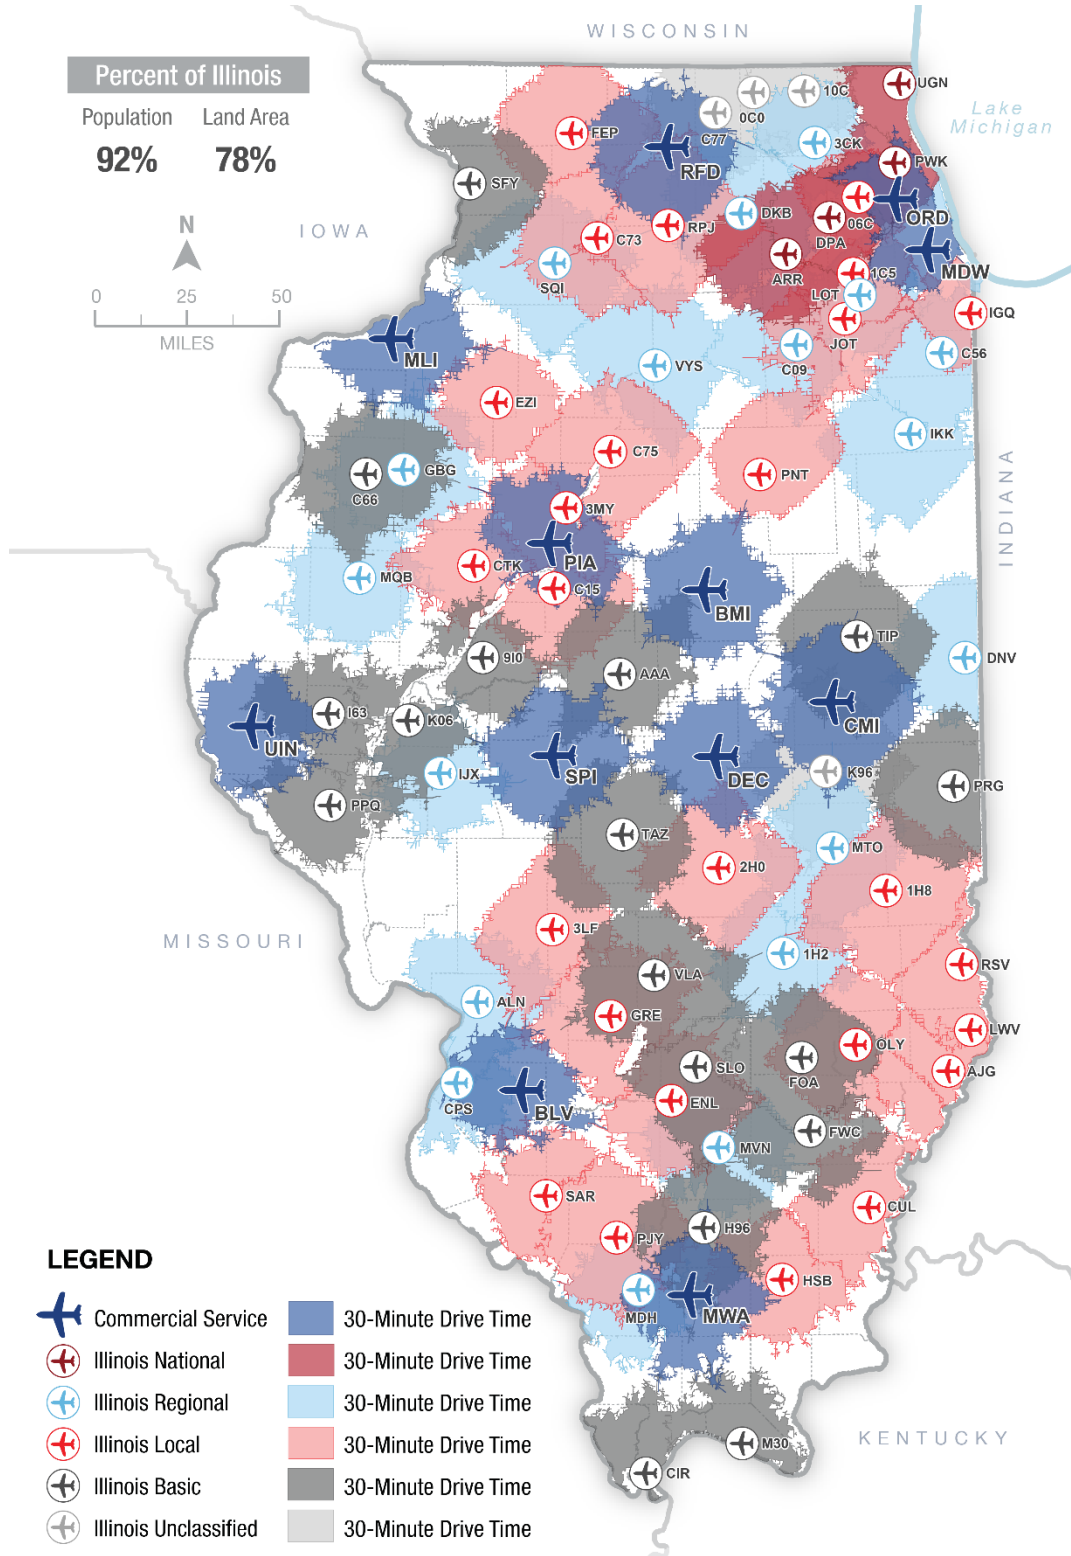 WISCONSIN
Percent of Illinois
Population Land Area
92% 78%
N
IOWA
0 25 50
MILES
Lake
Michigan
UGN
10C
0C0
C77
3CK
FEP
RFD
PWK
SFY
ORD
06C
DKB
DPA
RPJ
C73
MDW
ARR
1C5
SQI
LOT
IGQ
JOT
MLI
C56
C09
VYS
EZI
IKK
C75
GBG
PNT
C66
INDIANA
3MY
PIA
CTK
MQB
C15
BMI
TIP
9I0
DNV
AAA
CMI
I63
K06
UIN
SPI
DEC
IJX
K96
PRG
PPQ
TAZ
MTO
2H0
1H8
MISSOURI
3LF
1H2
RSV
VLA
ALN
GRE
LWV
OLY
SLO
FOA
AJG
CPS
BLV
ENL
FWC
MVN
SAR
CUL
PJY
H96
HSB
MDH
MWA
KENTUCKY
M30
CIR
LEGEND
Commercial Service 30-Minute Drive Time
Illinois National 30-Minute Drive Time
Illinois Regional 30-Minute Drive Time
Illinois Local 30-Minute Drive Time
Illinois Basic 30-Minute Drive Time
Illinois Unclassified 30-Minute Drive Time